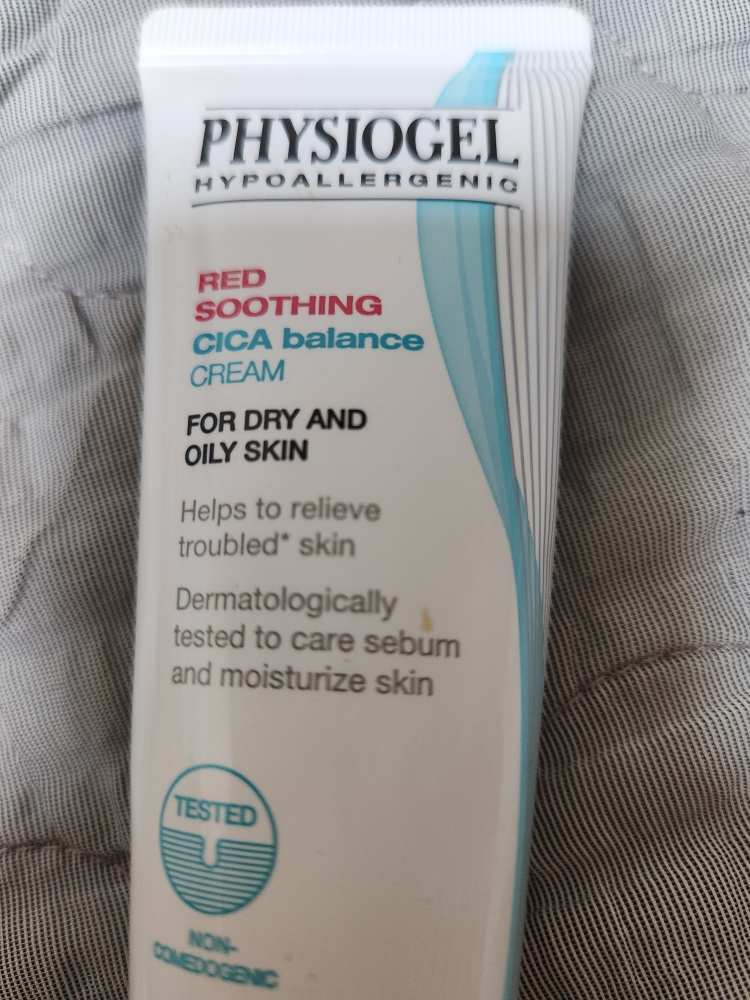 PHYSIOGEL
HYPOALLERGENIC
RED
SOOTHING
CICA balance
CREAM
FOR DRY AND
OILY SKIN
Helps to relieve
troubled* skin
Dermatologically
tested to care sebum
and moisturize skin
TESTED
NON-
COMEDOGENIC